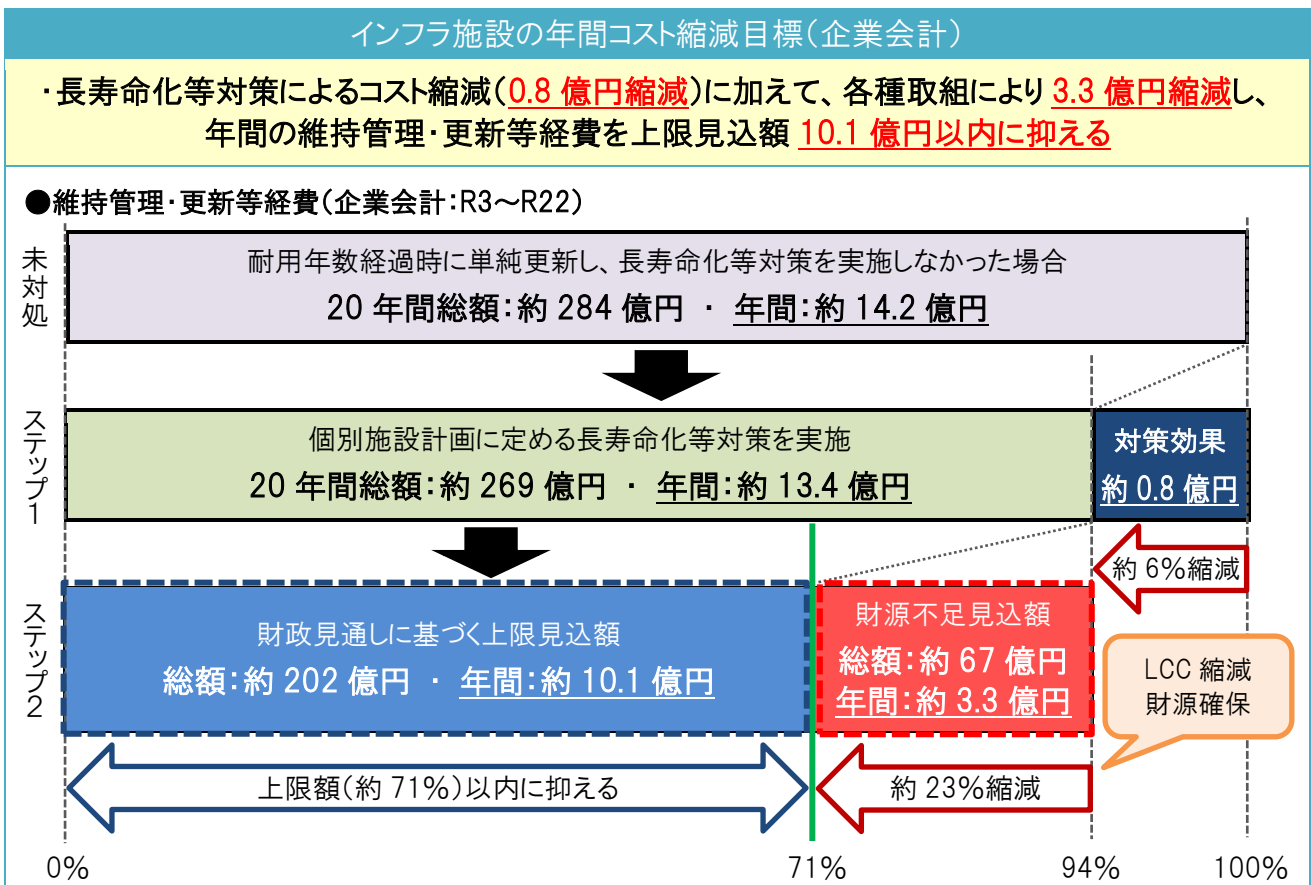 インフラ施設の年間コスト縮減目標(企業会計)
・長寿命化等対策によるコスト縮減(0.8 億円縮減)に加えて、各種取組により 3.3 億円縮減し、
年間の維持管理・更新等経費を上限見込額 10.1 億円以内に抑える
●維持管理・更新等経費(企業会計:R3~R22)
未対処
耐用年数経過時に単純更新し、長寿命化等対策を実施しなかった場合
20 年間総額:約 284 億円 ・ 年間:約 14.2 億円
ステップ1
個別施設計画に定める長寿命化等対策を実施
20 年間総額:約 269 億円 ・ 年間:約 13.4 億円
対策効果
約 0.8 億円
約 6%縮減
ステップ2
財政見通しに基づく上限見込額
総額:約 202 億円 ・ 年間:約 10.1 億円
財源不足見込額
総額:約 67 億円
年間:約 3.3 億円
LCC 縮減
財源確保
上限額(約 71%)以内に抑える
約 23%縮減
0%
71%
94%
100%